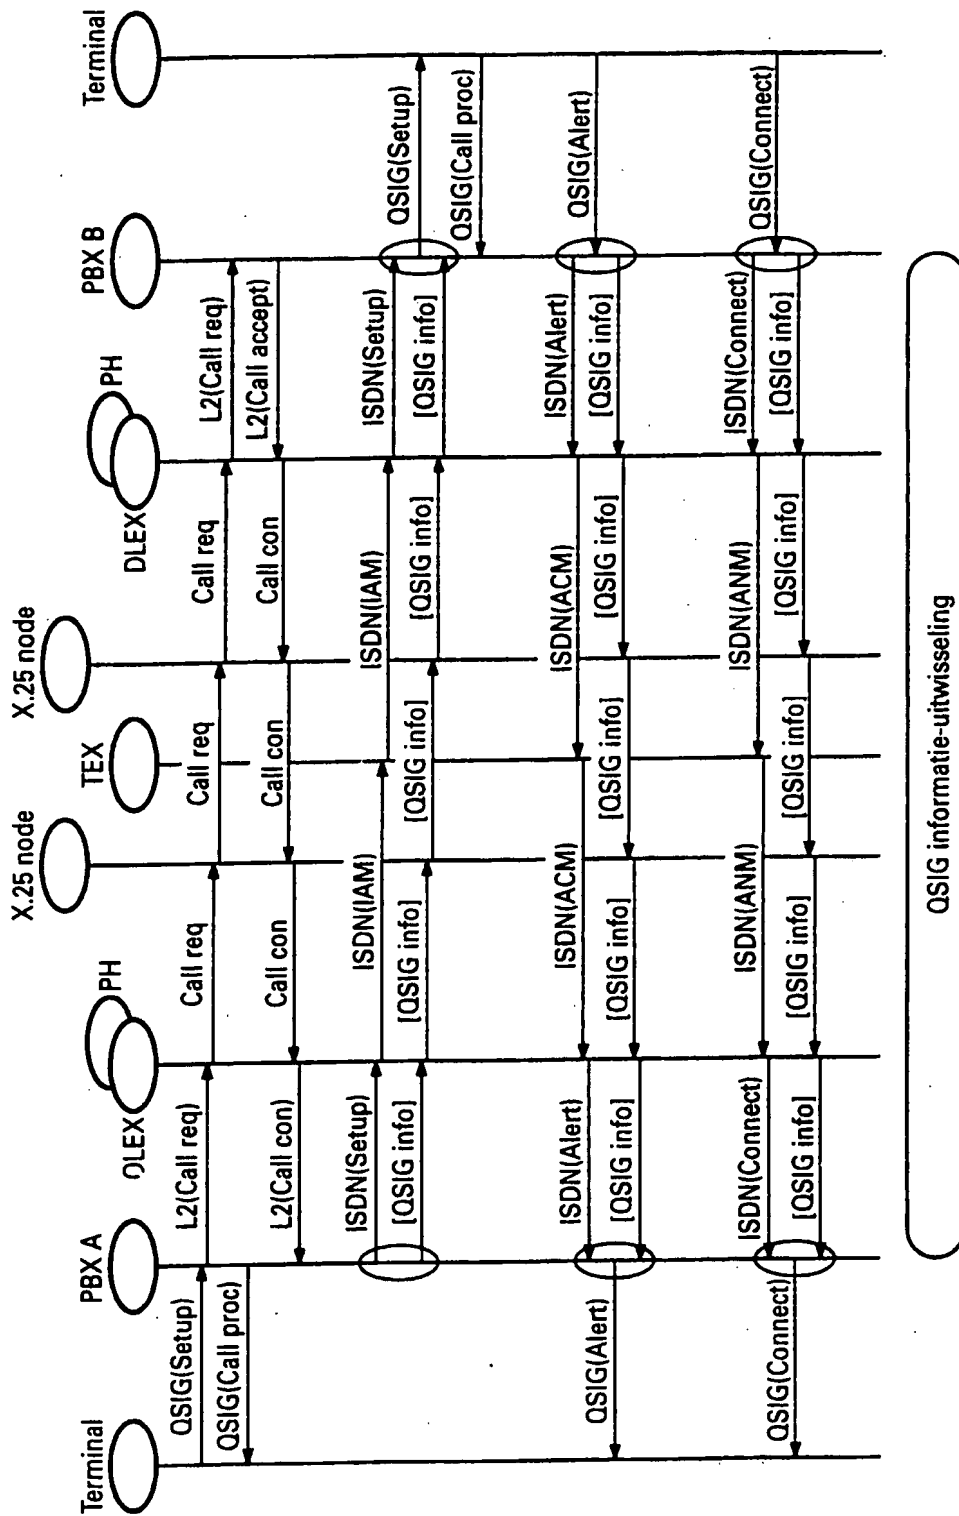 X.25 node
X.25 node
PH
PH
Terminal
PBX A
OLEX
TEX
DLEX
PBX B
Terminal
QSIG(Setup)
L2(Call req)
Call req
Call req
Call req
L2(Call req)
QSIG(Call proc)
L2(Call con)
Call con
Call con
Call con
L2(Call accept)
ISDN(Setup)
ISDN(IAM)
ISDN(IAM)
ISDN(Setup)
QSIG(Setup)
[QSIG info]
[QSIG info]
[QSIG info]
[QSIG info]
[QSIG info]
QSIG(Call proc)
ISDN(Alert)
ISDN(ACM)
ISDN(ACM)
ISDN(Alert)
QSIG(Alert)
QSIG(Alert)
[QSIG info]
[QSIG info]
[QSIG info]
[QSIG info]
[QSIG info]
ISDN(Connect)
ISDN(ANM)
ISDN(ANM)
ISDN(Connect)
QSIG(Connect)
QSIG(Connect)
[QSIG info]
[QSIG info]
[QSIG info]
[QSIG info]
[QSIG info]
QSIG informatie-uitwisseling